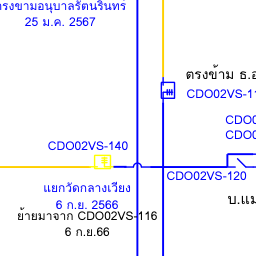 ตรงข้ามอนุบาลรัตนรินทร์
25 ม.ค. 2567
ตรงข้าม ธ.
CDO02VS-11
CDO0
CDO0
CDO02VS-140
CDO02VS-120
แยกวัดกลางเวียง
6 ก.ย. 2566
ย้ายมาจาก CDO02VS-116
6 ก.ย.66
บ.แม